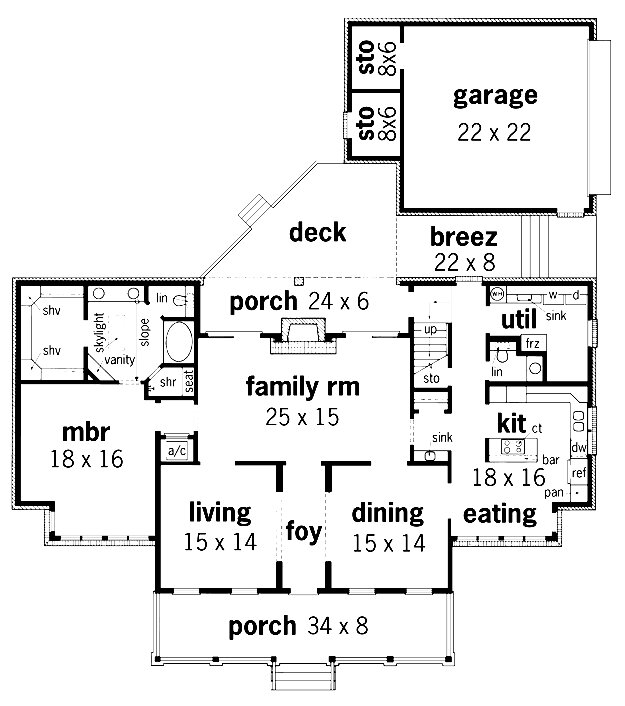 sto
8x6
sto
8x6
garage
22 x 22
deck
breez
22 x 8
porch 24 x 6
lin
shv
shv
skylight
slope
vanity
shr
seat
up
sto
WH
w
d
util
sink
frz
lin
family rm
25 x 15
mbr
18 x 16
a/c
sink
kit
ct
bar
dw
ref
18 x 16
pan
eating
living
15 x 14
foy
dining
15 x 14
porch 34 x 8